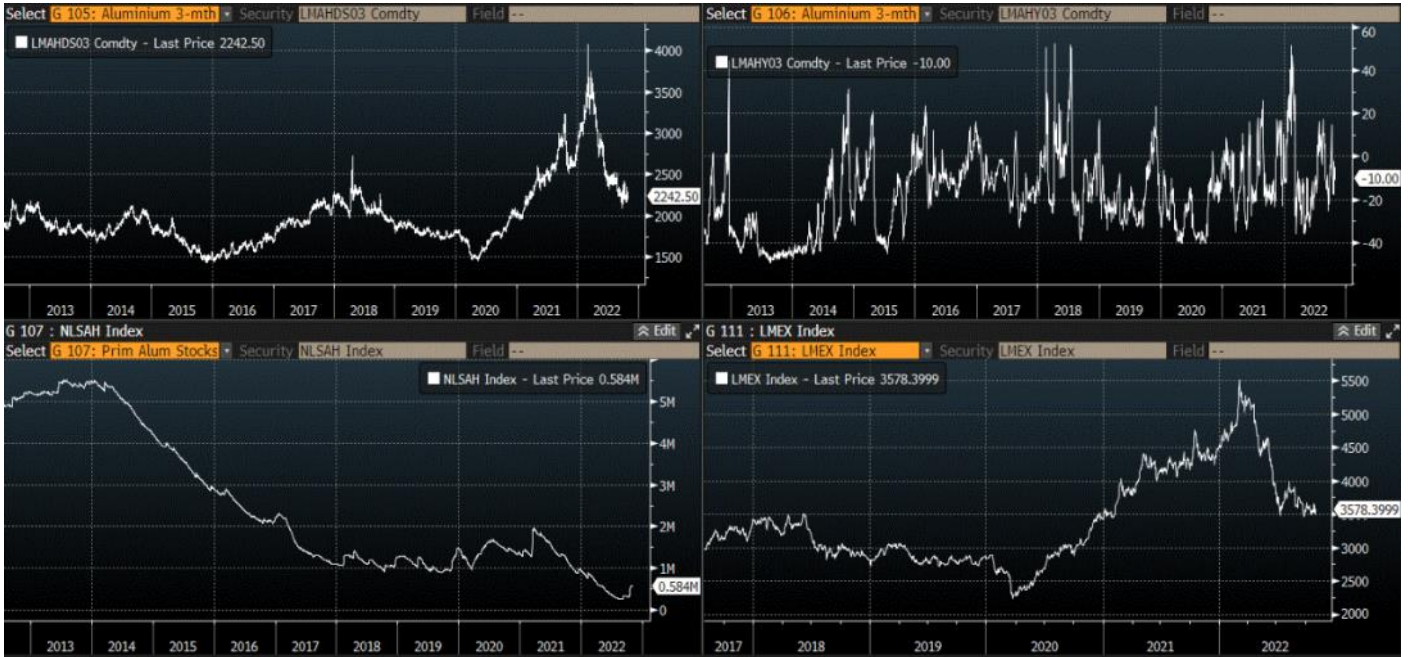 Select G 105: Aluminium 3-mth Security LMAHDS03 Comdty Field --
LMAHDS03 Comdty - Last Price 2242.50
4000
3500
3000
2500
2242.50
2000
1500
2013 2014 2015 2016 2017 2018 2019 2020 2021 2022
Select G 106: Aluminium 3-mth Security LMAHY03 Comdty Field --
LMAHY03 Comdty - Last Price -10.00
60
40
20
0
-10.00
-20
-40
2013 2014 2015 2016 2017 2018 2019 2020 2021 2022
G 107 : NLSAH Index Edit
Select G 107: Prim Alum Stocks Security NLSAH Index Field --
NLSAH Index - Last Price 0.584M
5M
4M
3M
2M
1M
0.584M
0
2013 2014 2015 2016 2017 2018 2019 2020 2021 2022
G 111 : LMEX Index Edit
Select G 111: LMEX Index Security LMEX Index Field --
LMEX Index - Last Price 3578.3999
5500
5000
4500
4000
3578.3999
3000
2500
2000
2017 2018 2019 2020 2021 2022